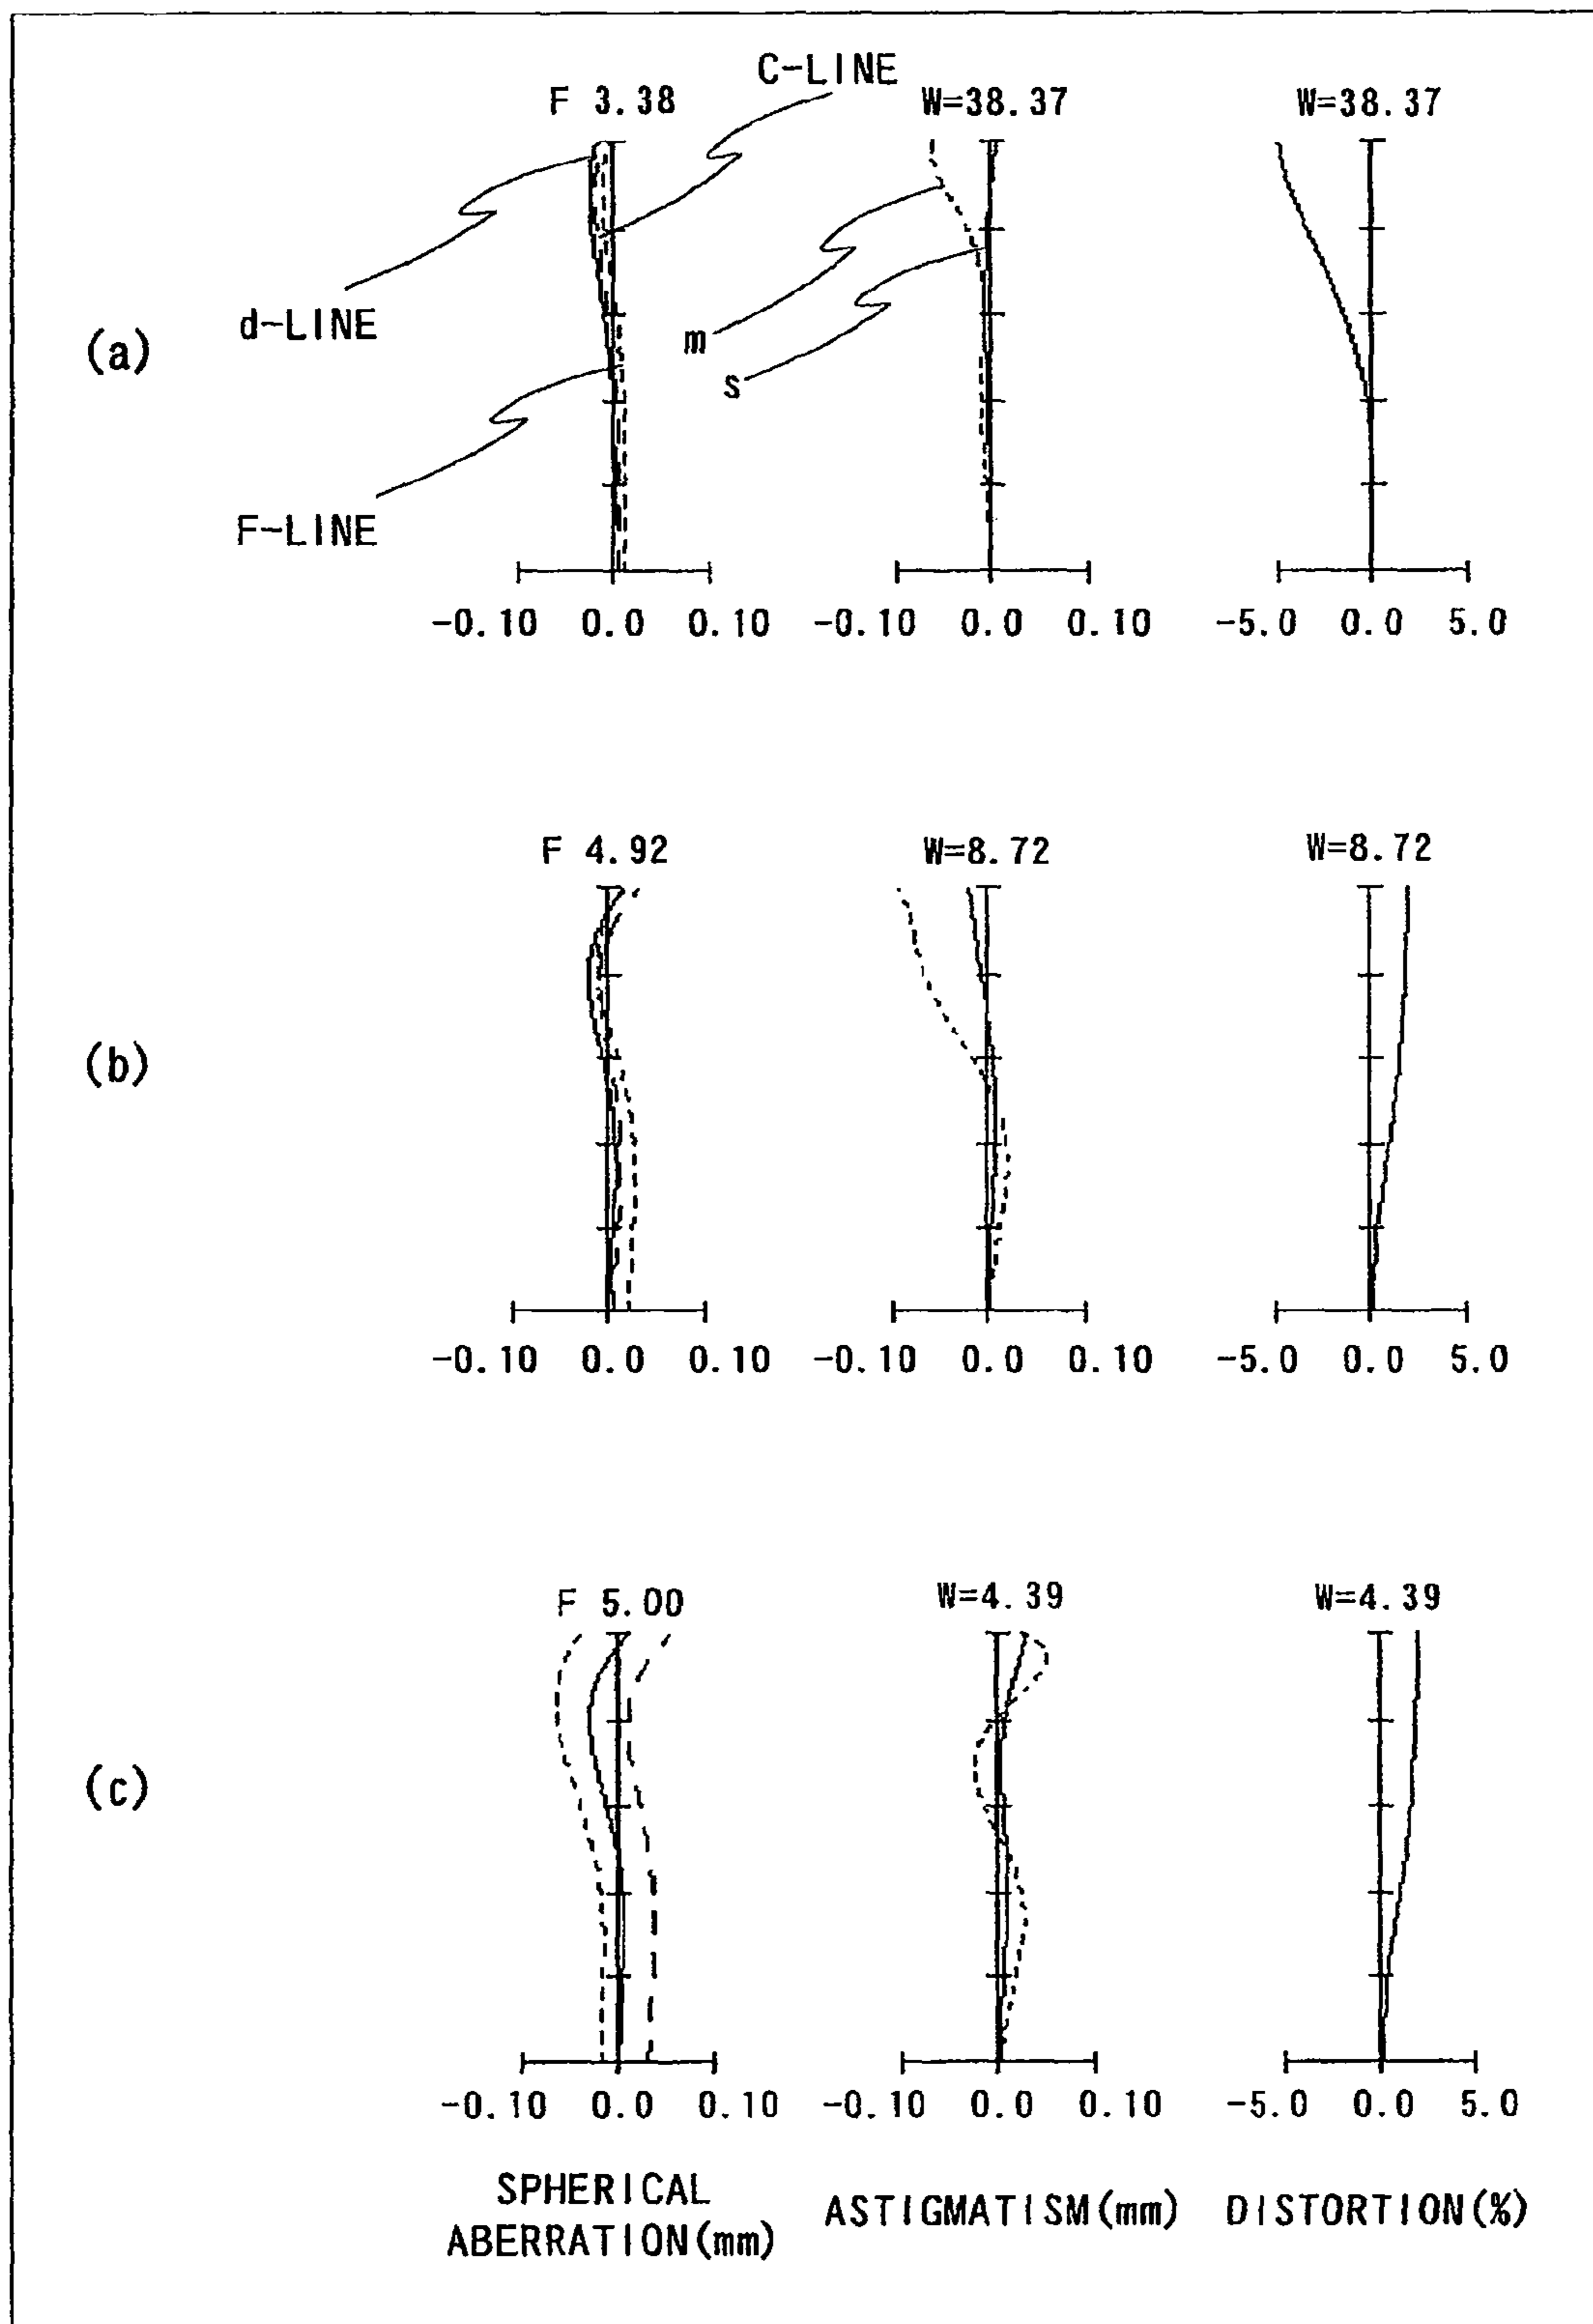 C-LINE
F 3.38
W=38.37
W=38.37
d-LINE
(a)
m
s
F-LINE
-0.10 0.0 0.10
-0.10 0.0 0.10
-5.0 0.0 5.0
F 4.92
W=8.72
W=8.72
(b)
-0.10 0.0 0.10
-0.10 0.0 0.10
-5.0 0.0 5.0
F 5.00
W=4.39
W=4.39
(c)
-0.10 0.0 0.10
-0.10 0.0 0.10
-5.0 0.0 5.0
SPHERICAL
ABERRATION(mm)
ASTIGMATISM(mm)
DISTORTION(%)